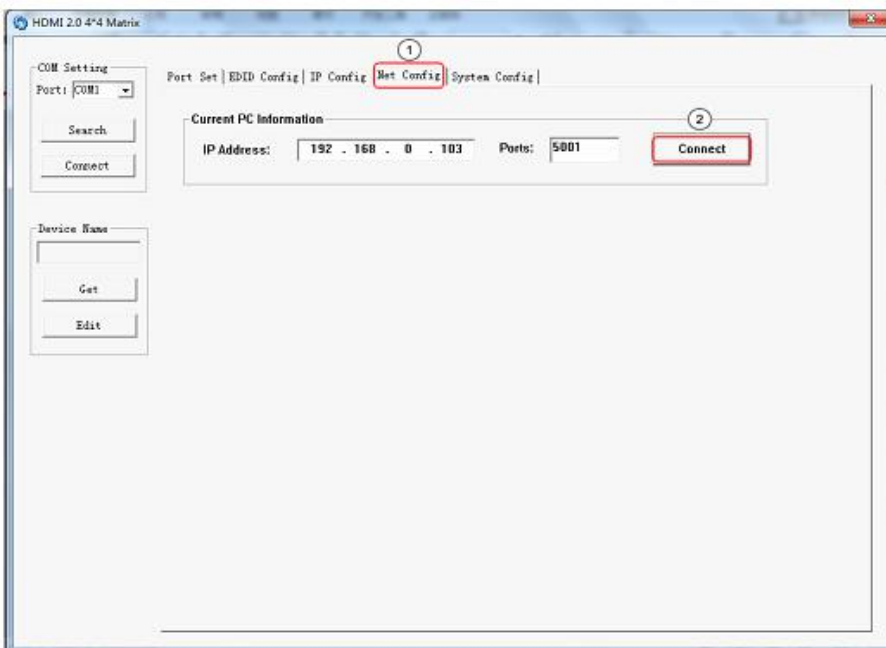 HDMI 2.0 4*4 Matrix
1
COM Setting
Port: COM1
Search
Connect
Device Name
Get
Edit
Port Set EDID Config IP Config Net Config System Config
Current PC Information
2
IP Address: 192 . 168 . 0 . 103 Ports: 5001 Connect